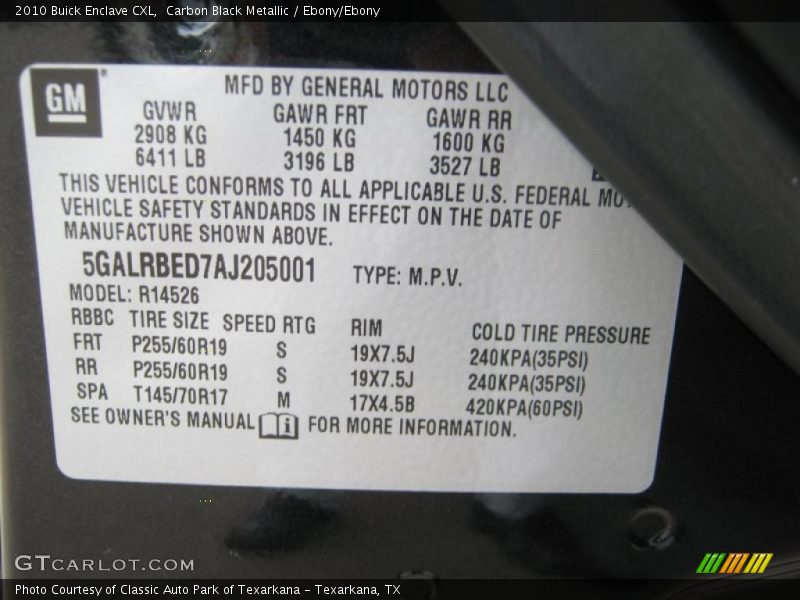 2010 Buick Enclave CXL, Carbon Black Metallic / Ebony/Ebony
GM
MFD BY GENERAL MOTORS LLC
GVWR GAWR FRT GAWR RR
2908 KG 1450 KG 1600 KG
6411 LB 3196 LB 3527 LB
THIS VEHICLE CONFORMS TO ALL APPLICABLE U.S. FEDERAL
VEHICLE SAFETY STANDARDS IN EFFECT ON THE DATE OF
MANUFACTURE SHOWN ABOVE.
5GALRBED7AJ205001 TYPE: M.P.V.
MODEL: R14526
RBBC TIRE SIZE SPEED RTG RIM COLD TIRE PRESSURE
FRT P255/60R19 S 19X7.5J 240KPA(35PSI)
RR P255/60R19 S 19X7.5J 240KPA(35PSI)
SPA T145/70R17 M 17X4.5B 420KPA(60PSI)
SEE OWNER'S MANUAL i FOR MORE INFORMATION.
GTCARLOT.COM
Photo Courtesy of Classic Auto Park of Texarkana - Texarkana, TX